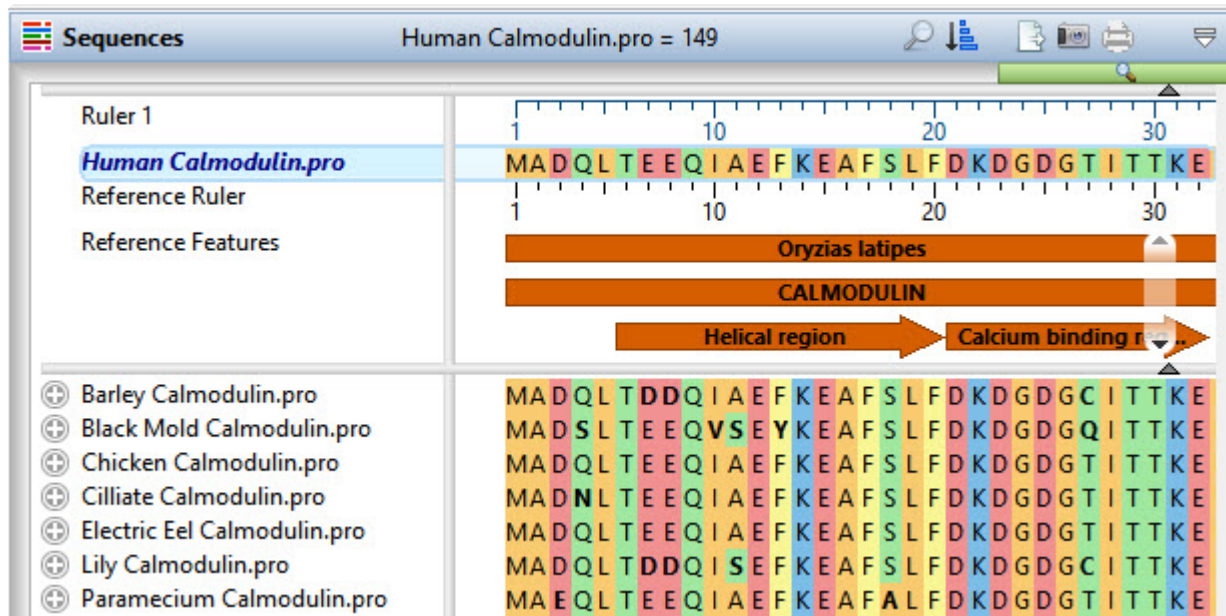 Sequences Human Calmodulin.pro = 149
Ruler 1 1 10 20 30
Human Calmodulin.pro MADQLTEEQIAEFKEAFSLFDKDGDGTITTKE
Reference Ruler 1 10 20 30
Reference Features Oryzias latipes
CALMODULIN
Helical region Calcium binding
Barley Calmodulin.pro MADQLTDDQIAEFKEAFSLFDKDGDGCITTKE
Black Mold Calmodulin.pro MADSLTEEQVSEYKEAFSLFDKDGDGQITTKE
Chicken Calmodulin.pro MADQLTEEQIAEFKEAFSLFDKDGDGTITTKE
Cilliate Calmodulin.pro MADNLTEEQIAEFKEAFSLFDKDGDGTITTKE
Electric Eel Calmodulin.pro MADQLTEEQIAEFKEAFSLFDKDGDGTITTKE
Lily Calmodulin.pro MADQLTDDQISEFKEAFSLFDKDGDGCITTKE
Paramecium Calmodulin.pro MAEQLTEEQIAEFKEAFALFDKDGDGTITTKE